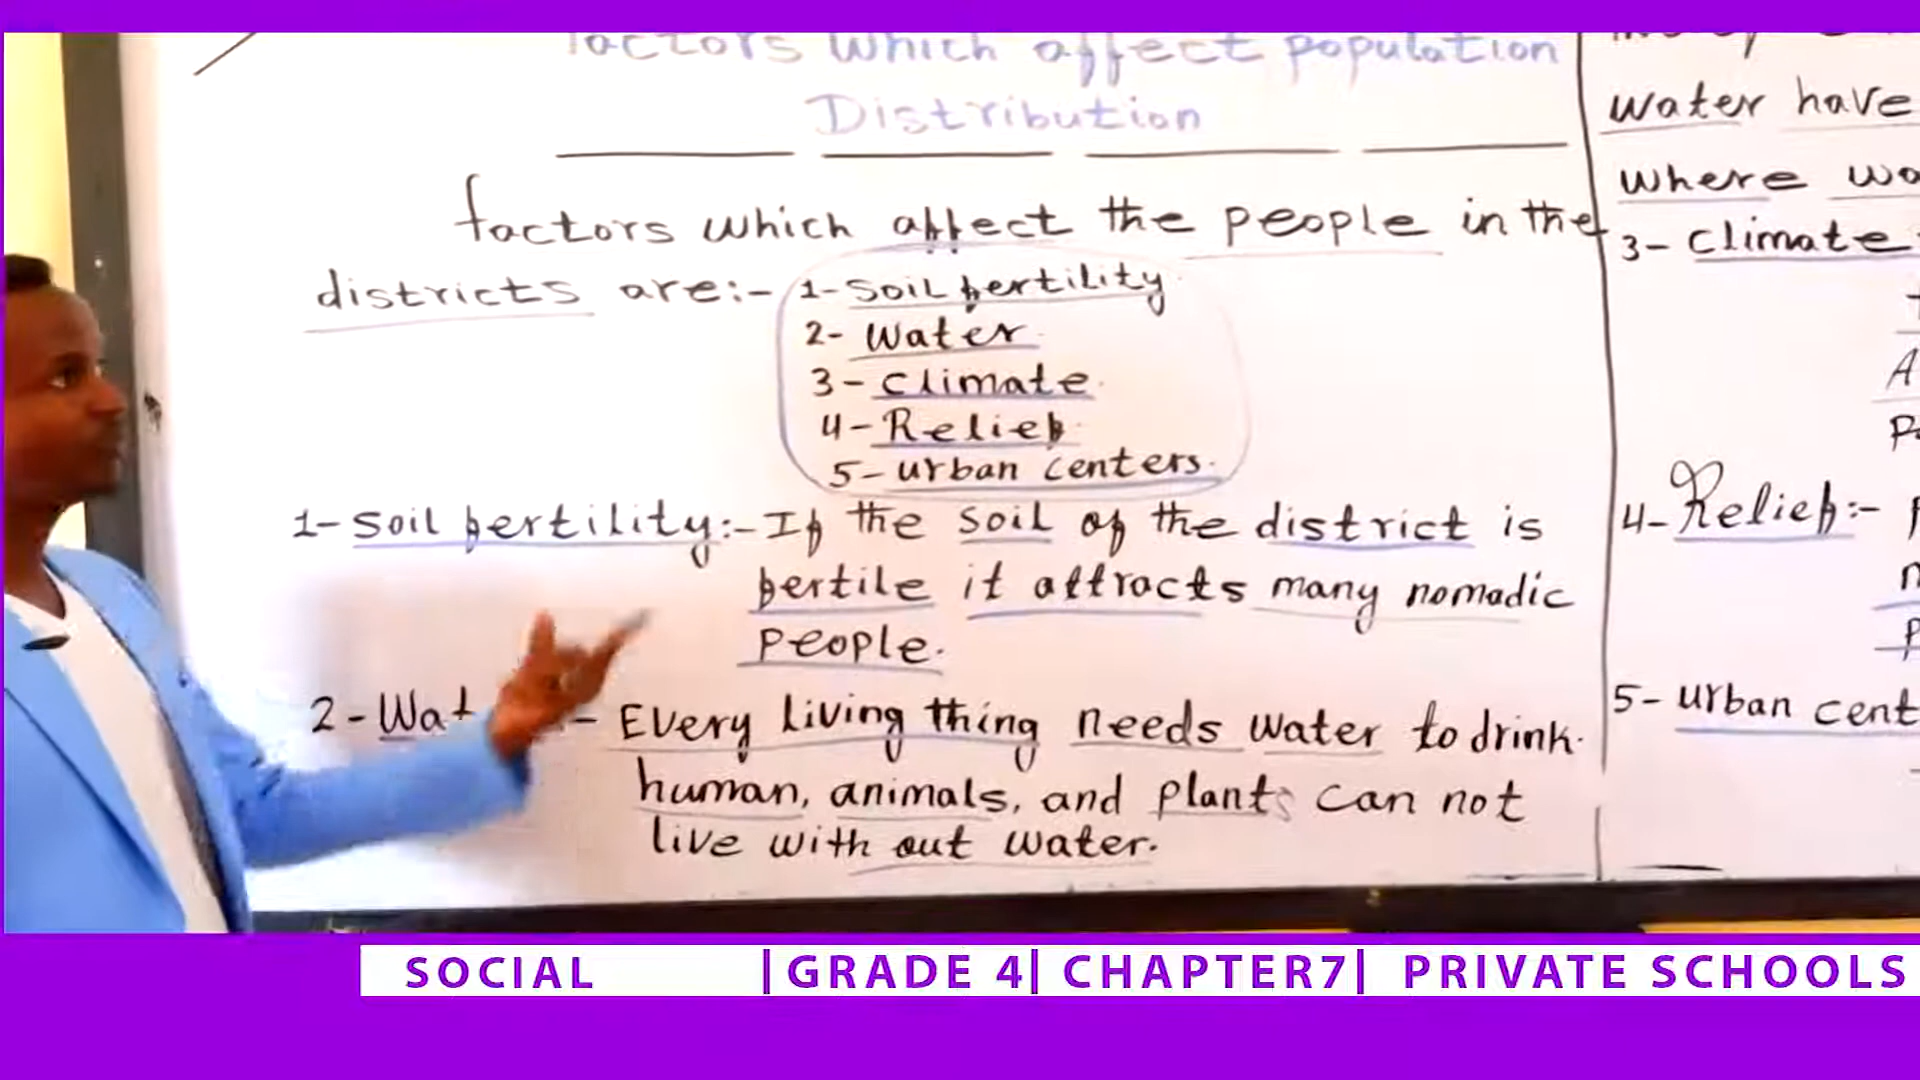 factors which affect population
Distribution
factors which affect the people in the
districts are:- 1- Soil fertility
2- Water.
3- climate.
4- Relief.
5- urban centers.
1- Soil fertility:- If the soil of the district is
fertile it attracts many nomadic
people.
2- Wat - Every living thing needs water to drink.
human, animals, and plants can not
live with out water.
water have
where
3- climate
4- Relief:-
5- urban cent
SOCIAL |GRADE 4| CHAPTER7| PRIVATE SCHOOLS